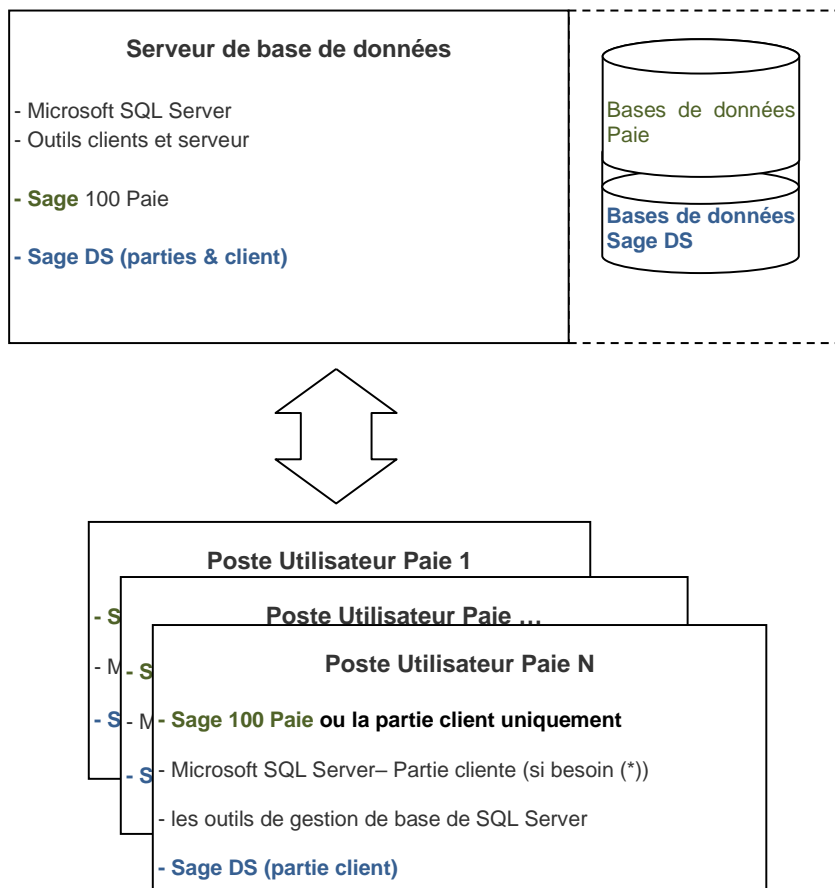 Serveur de base de données
- Microsoft SQL Server
- Outils clients et serveur
- Sage 100 Paie
- Sage DS (parties & client)
Bases de données
Paie
Bases de données
Sage DS
Poste Utilisateur Paie 1
- S
- M
- S
Poste Utilisateur Paie …
- S
- M
- S
Poste Utilisateur Paie N
- Sage 100 Paie ou la partie client uniquement
- Microsoft SQL Server– Partie cliente (si besoin (*))
- les outils de gestion de base de SQL Server
- Sage DS (partie client)